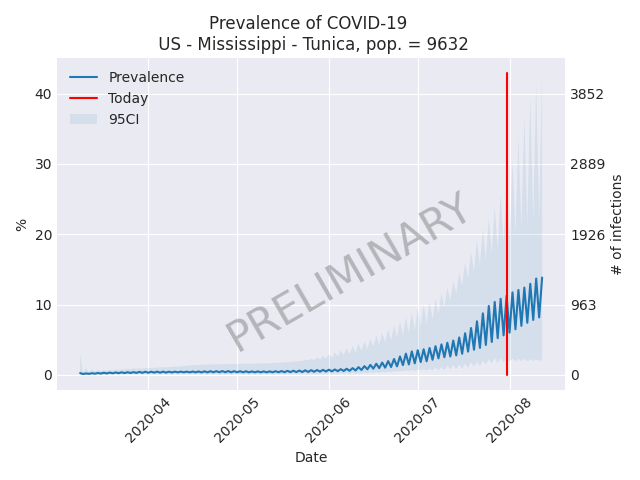 Prevalence of COVID-19
US - Mississippi - Tunica, pop. = 9632
Prevalence
Today
95CI
PRELIMINARY
%
40
30
20
10
0
3852
2889
1926
963
0
# of infections
2020-04
2020-05
2020-06
2020-07
2020-08
Date